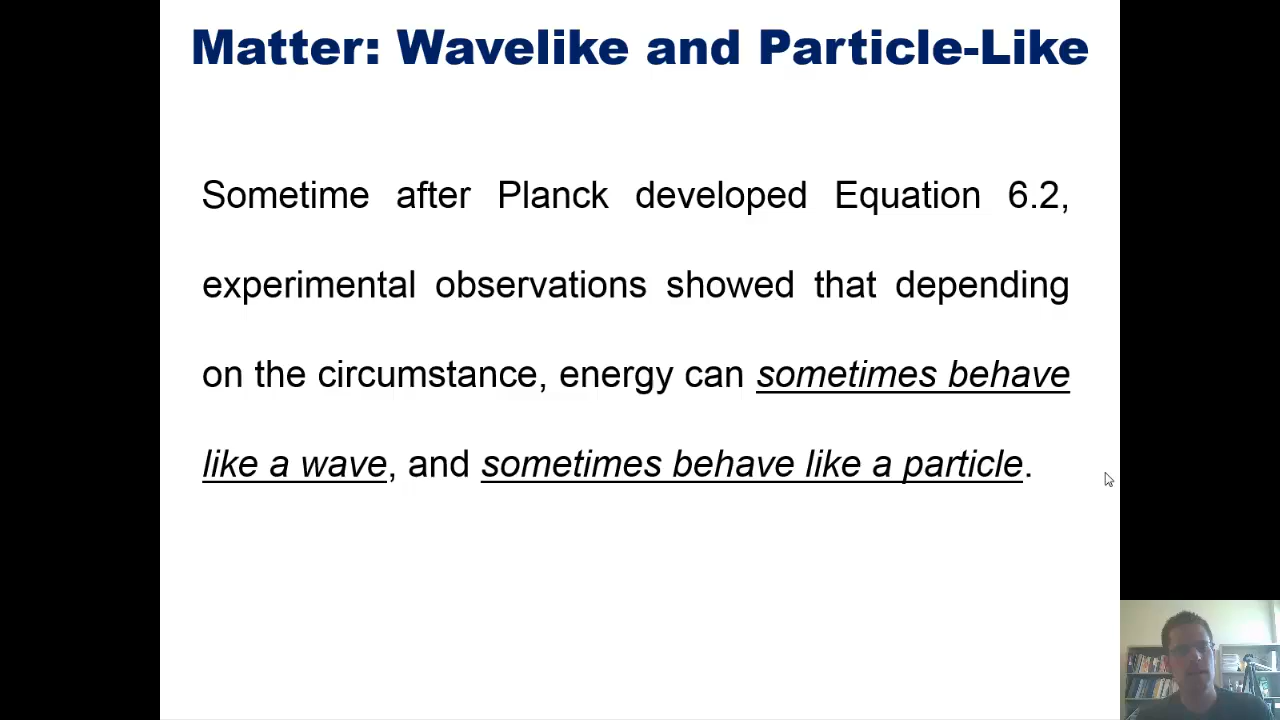 Matter: Wavelike and Particle-Like
Sometime after Planck developed Equation 6.2,
experimental observations showed that depending
on the circumstance, energy can sometimes behave
like a wave, and sometimes behave like a particle.